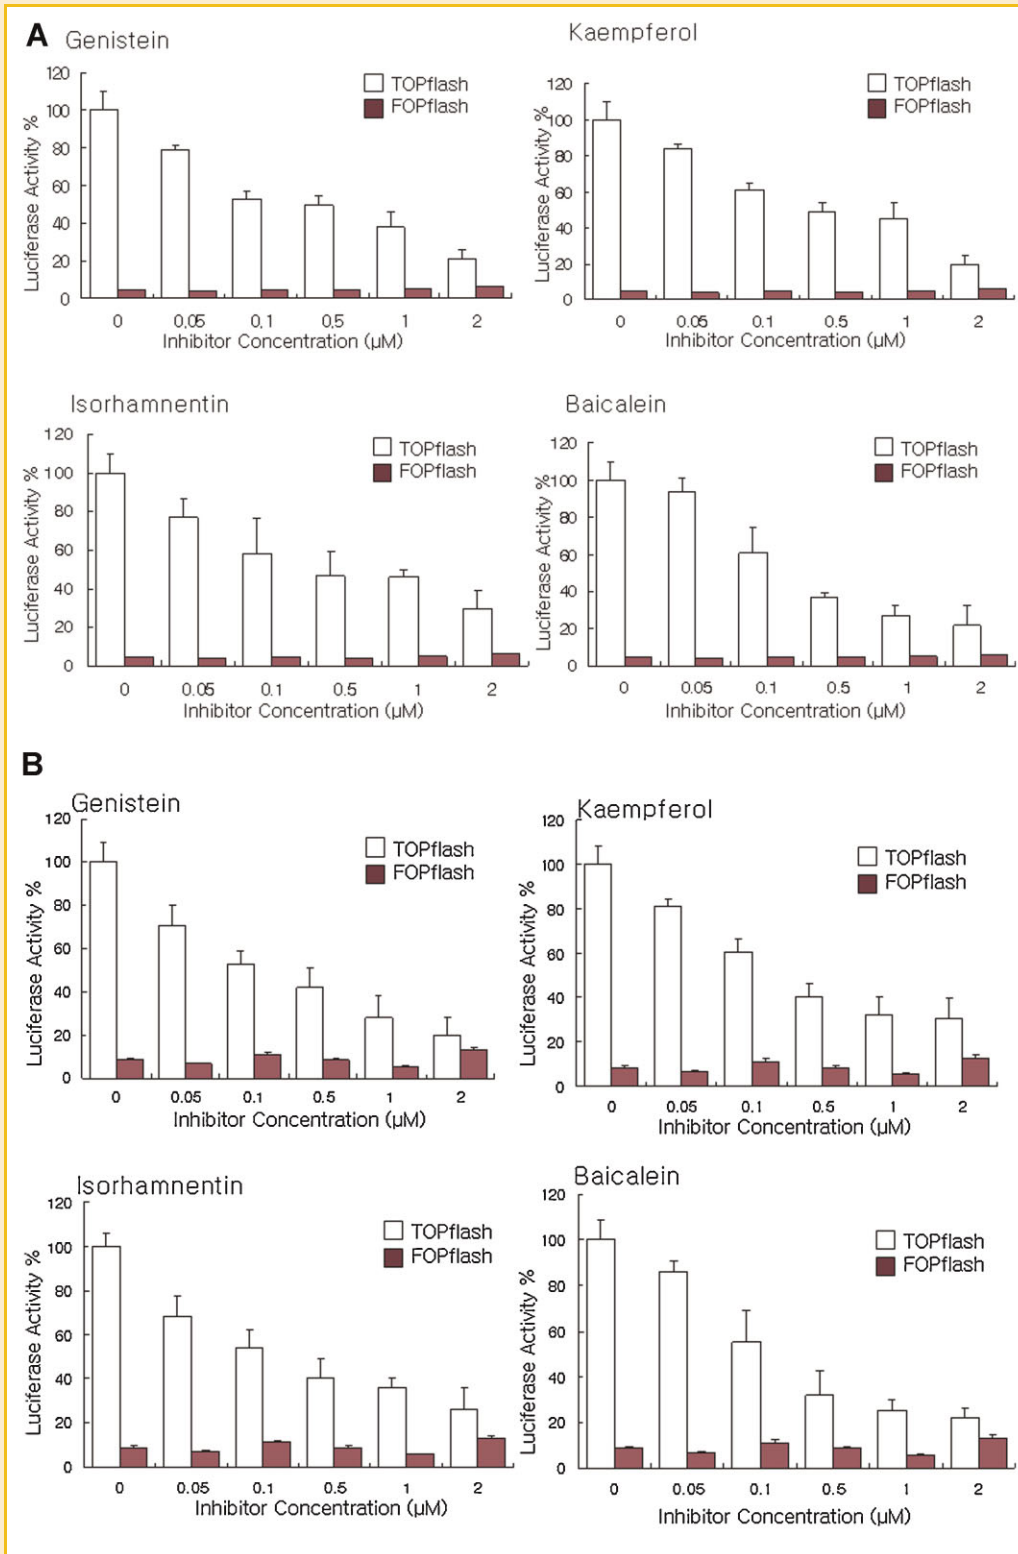 A
Genistein
120
100
80
60
40
20
0
Luciferase Activity %
TOPflash
FOPflash
0 0.05 0.1 0.5 1 2
Inhibitor Concentration (µM)
Kaempferol
120
100
80
60
40
20
0
Luciferase Activity %
TOPflash
FOPflash
0 0.05 0.1 0.5 1 2
Inhibitor Concentration (µM)
Isorhamnentin
120
100
80
60
40
20
0
Luciferase Activity %
TOPflash
FOPflash
0 0.05 0.1 0.5 1 2
Inhibitor Concentration (µM)
Baicalein
120
100
80
60
40
20
0
Luciferase Activity %
TOPflash
FOPflash
0 0.05 0.1 0.5 1 2
Inhibitor Concentration (µM)
B
Genistein
120
100
80
60
40
20
0
Luciferase Activity %
TOPflash
FOPflash
0 0.05 0.1 0.5 1 2
Inhibitor Concentration (µM)
Kaempferol
120
100
80
60
40
20
0
Luciferase Activity %
TOPflash
FOPflash
0 0.05 0.1 0.5 1 2
Inhibitor Concentration (µM)
Isorhamnentin
120
100
80
60
40
20
0
Luciferase Activity %
TOPflash
FOPflash
0 0.05 0.1 0.5 1 2
Inhibitor Concentration (µM)
Baicalein
120
100
80
60
40
20
0
Luciferase Activity %
TOPflash
FOPflash
0 0.05 0.1 0.5 1 2
Inhibitor Concentration (µM)